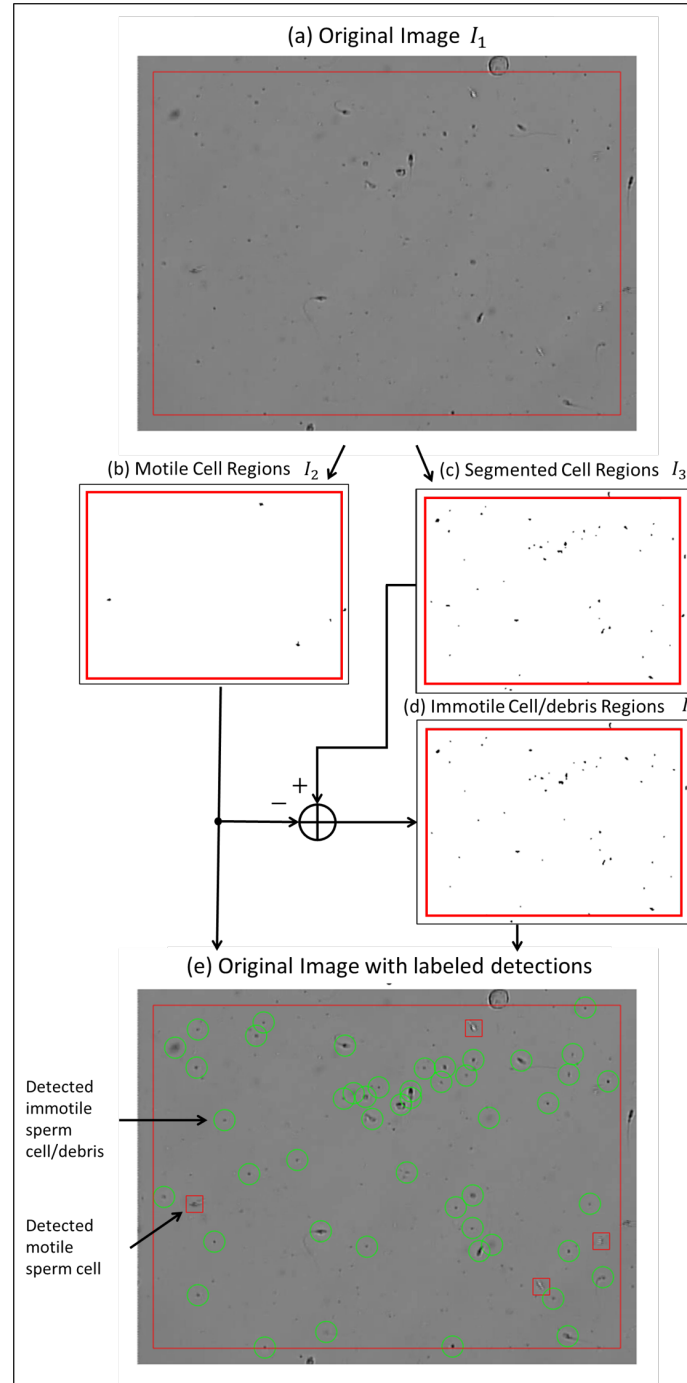 (a) Original Image I₁
(b) Motile Cell Regions I₂
(c) Segmented Cell Regions I₃
(d) Immotile Cell/debris Regions I
− +
(e) Original Image with labeled detections
Detected
immotile
sperm
cell/debris
Detected
motile
sperm cell